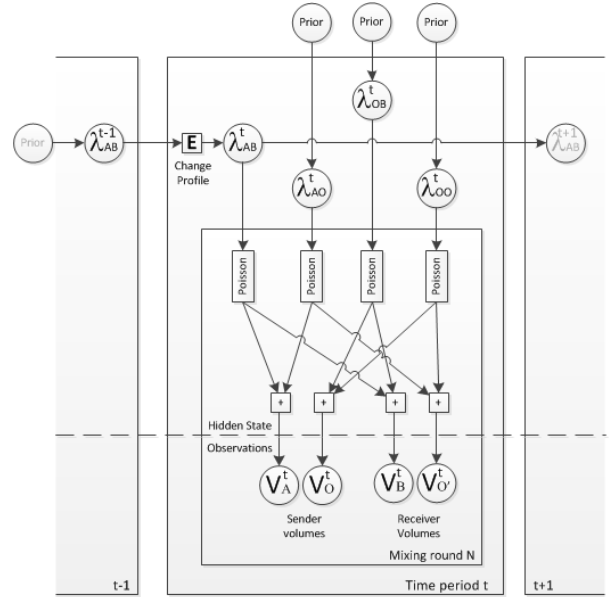 Prior Prior Prior
λ^t_OB
Prior λ^{t-1}_AB E λ^t_AB λ^{t+1}_AB
Change
Profile
λ^t_AO λ^t_OO
Poisson Poisson Poisson Poisson
+ + + +
Hidden State
Observations
V^t_A V^t_O V^t_B V^t_O'
Sender
volumes
Receiver
Volumes
Mixing round N
t-1 Time period t t+1